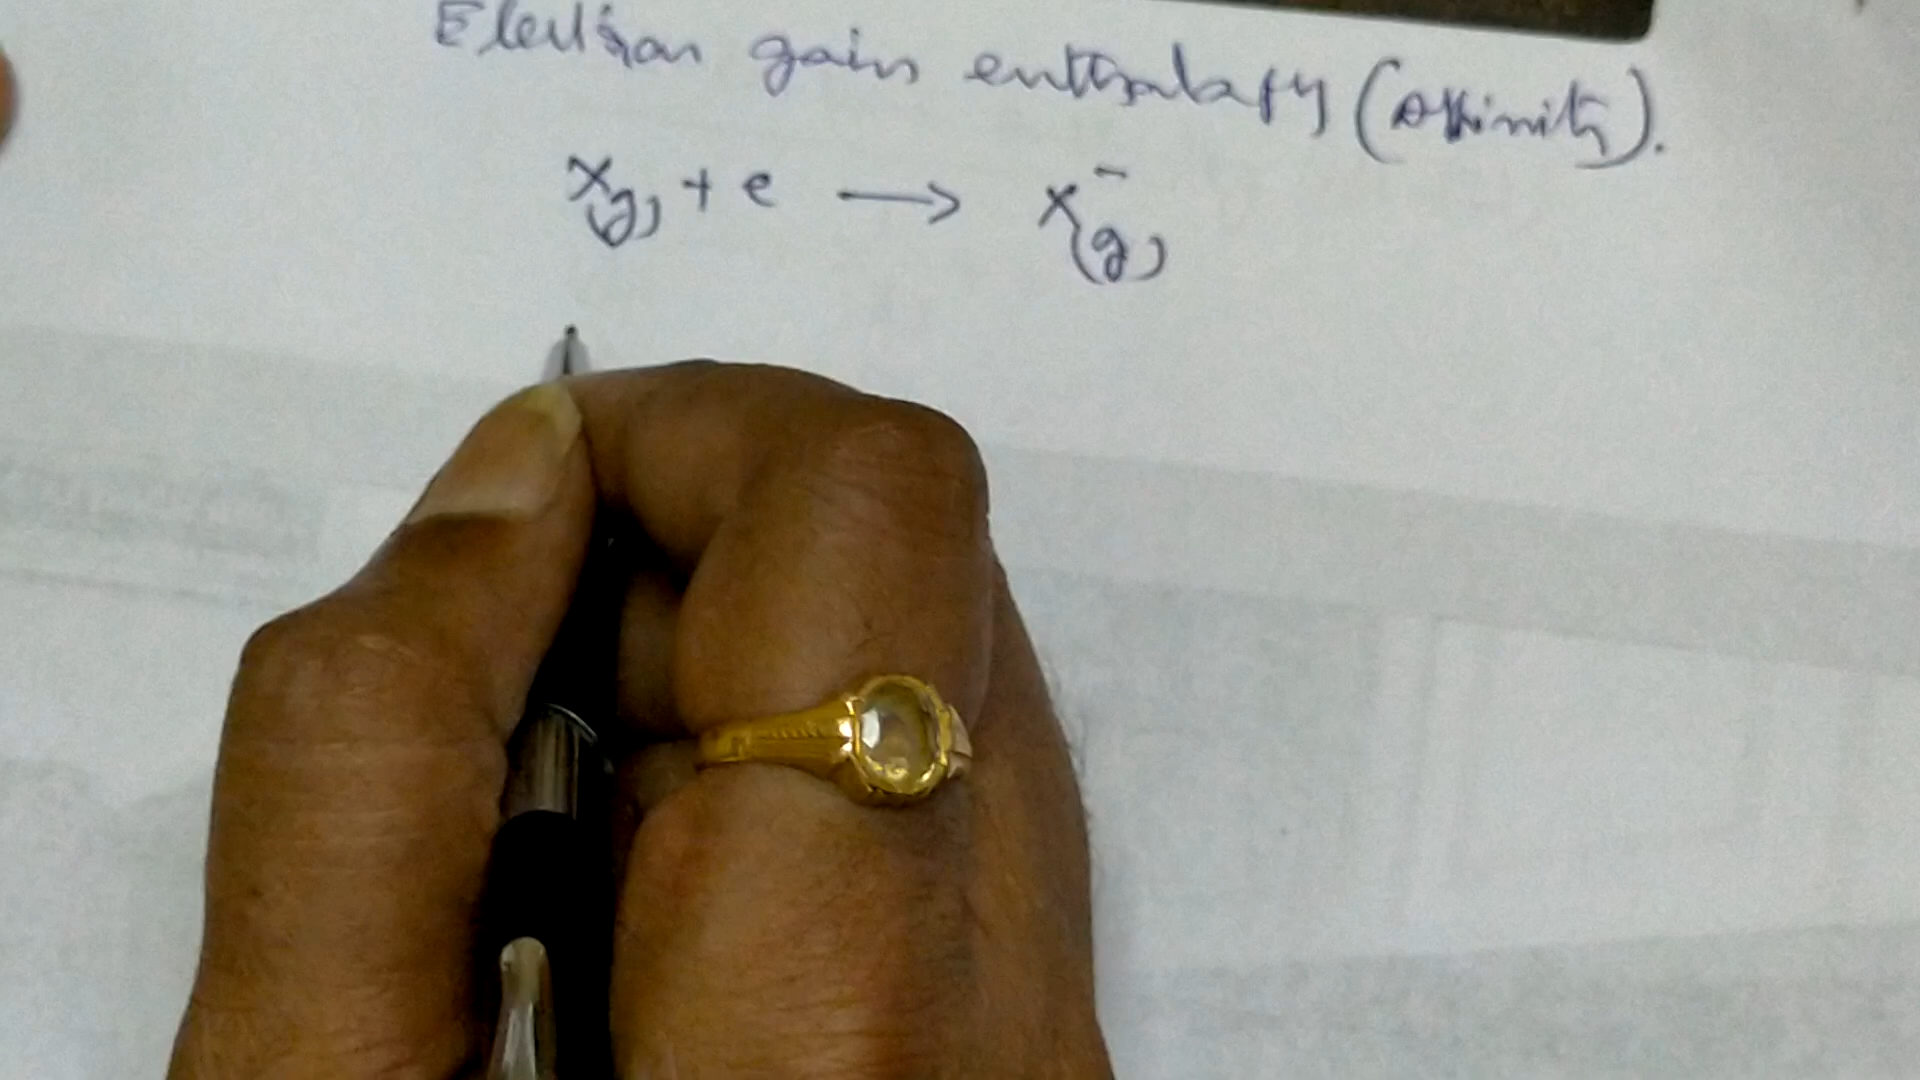 Electron gain enthalpy (Affinity).
X(g) + e → X⁻(g)